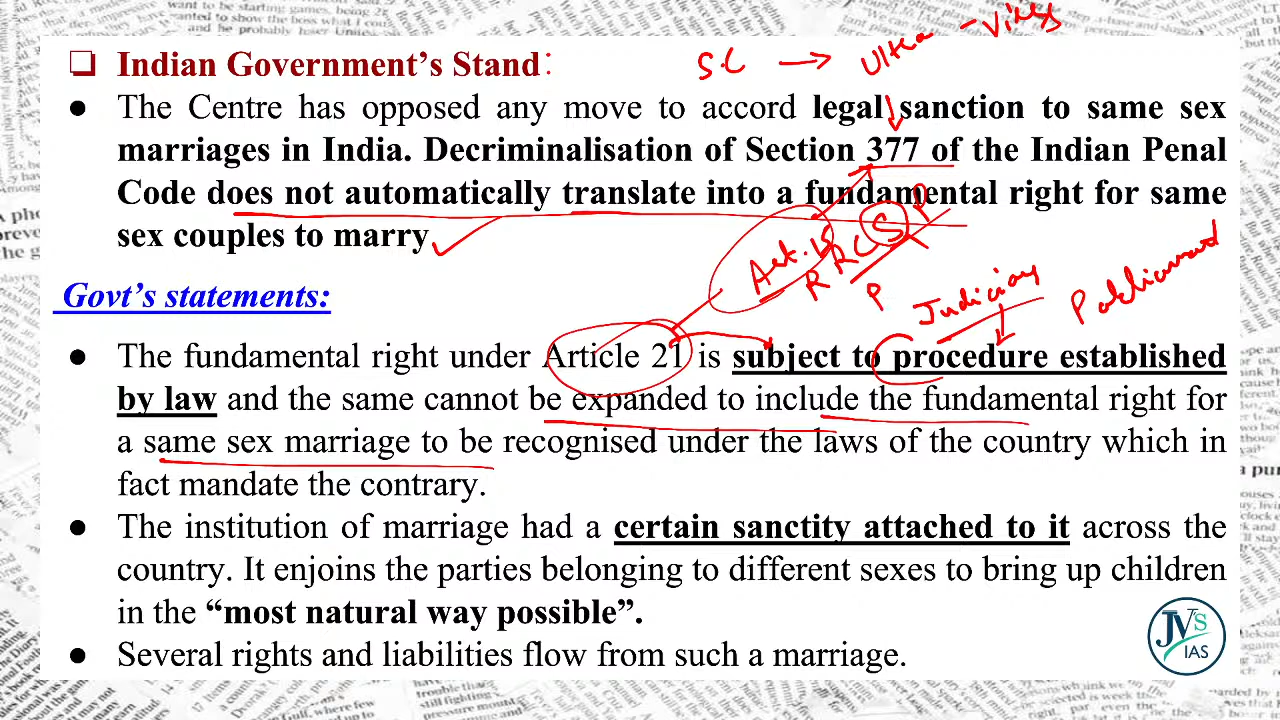 ❏ Indian Government's Stand:
S.C → Ultra-Vires
● The Centre has opposed any move to accord legal sanction to same sex
marriages in India. Decriminalisation of Section 377 of the Indian Penal
Code does not automatically translate into a fundamental right for same
sex couples to marry
Art. 15
R R C S P
P
Judiciary
Parliament
Govt's statements:
● The fundamental right under Article 21 is subject to procedure established
by law and the same cannot be expanded to include the fundamental right for
a same sex marriage to be recognised under the laws of the country which in
fact mandate the contrary.
● The institution of marriage had a certain sanctity attached to it across the
country. It enjoins the parties belonging to different sexes to bring up children
in the “most natural way possible”.
● Several rights and liabilities flow from such a marriage.
JV'S
IAS